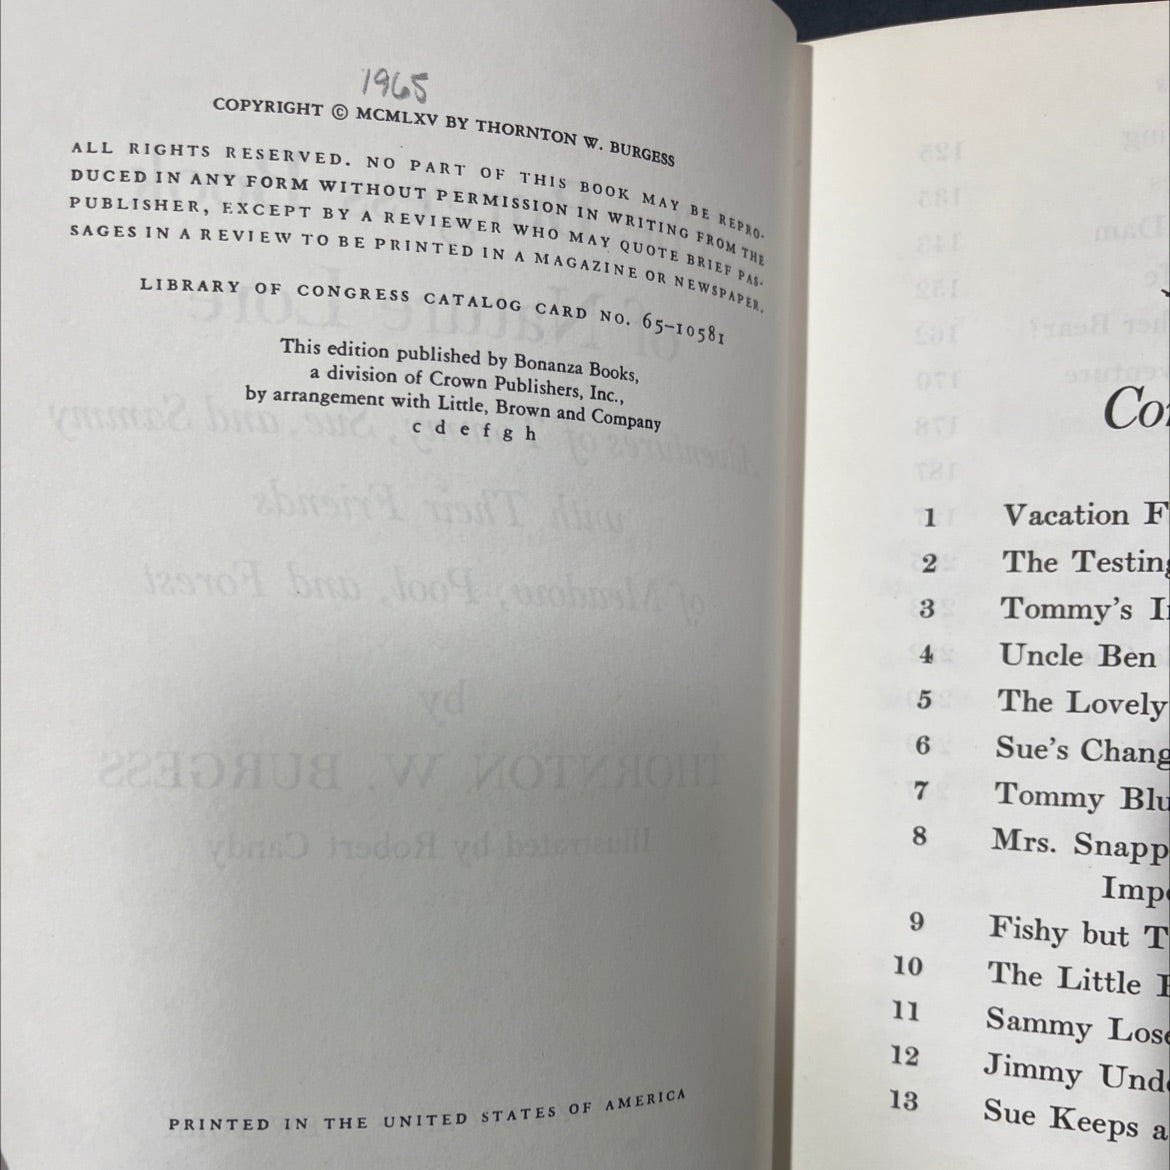 1965
COPYRIGHT © MCMLXV BY THORNTON W. BURGESS
ALL RIGHTS RESERVED. NO PART OF THIS BOOK MAY BE REPRO-
DUCED IN ANY FORM WITHOUT PERMISSION IN WRITING FROM THE
PUBLISHER, EXCEPT BY A REVIEWER WHO MAY QUOTE BRIEF PAS-
SAGES IN A REVIEW TO BE PRINTED IN A MAGAZINE OR NEWSPAPER.
LIBRARY OF CONGRESS CATALOG CARD NO. 65-10581
This edition published by Bonanza Books,
a division of Crown Publishers, Inc.,
by arrangement with Little, Brown and Company
c d e f g h
PRINTED IN THE UNITED STATES OF AMERICA
1 Vacation
2 The Testing
3 Tommy's
4 Uncle Ben
5 The Lovely
6 Sue's
7 Tommy
8 Mrs.
9 Fishy but
10 The Little
11 Sammy
12 Jimmy
13 Sue Keeps a